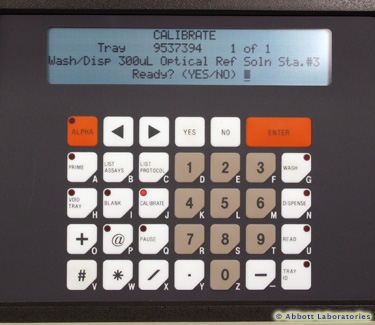 CALIBRATE
Tray 9537394 1 of 1
Wash/Disp 300uL Optical Ref Soln Sta.#3
Ready? (YES/NO)
ALPHA ◀ ▶ YES NO ENTER
PRIME A LIST ASSAYS B LIST PROTOCOL C 1 D 2 E 3 F WASH G
VOID TRAY H BLANK I CALIBRATE J 4 K 5 L 6 M DISPENSE N
+ O @ P PAUSE Q 7 R 8 S 9 T READ U
# V * W / X . Y 0 Z – _ TRAY ID
© Abbott Laboratories